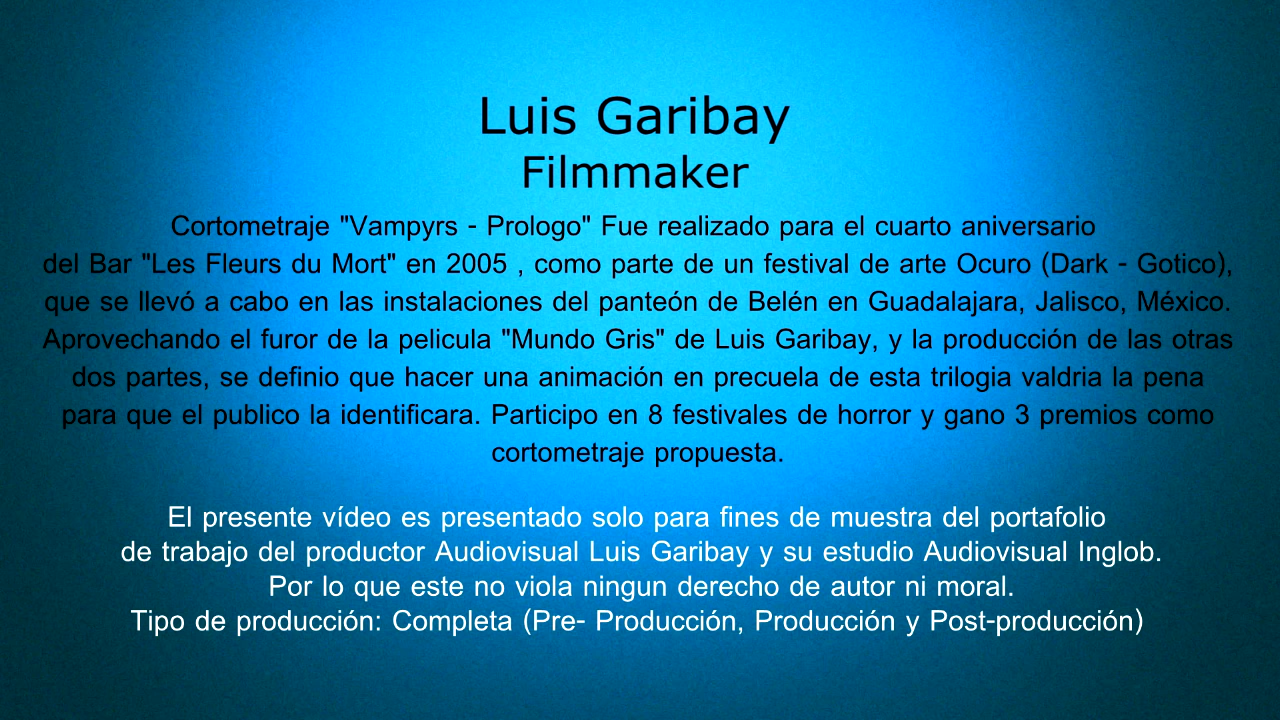 Luis Garibay
Filmmaker
Cortometraje "Vampyrs - Prologo" Fue realizado para el cuarto aniversario
del Bar "Les Fleurs du Mort" en 2005 , como parte de un festival de arte Ocuro (Dark - Gotico),
que se llevó a cabo en las instalaciones del panteón de Belén en Guadalajara, Jalisco, México.
Aprovechando el furor de la pelicula "Mundo Gris" de Luis Garibay, y la producción de las otras
dos partes, se definio que hacer una animación en precuela de esta trilogia valdria la pena
para que el publico la identificara. Participo en 8 festivales de horror y gano 3 premios como
cortometraje propuesta.
El presente vídeo es presentado solo para fines de muestra del portafolio
de trabajo del productor Audiovisual Luis Garibay y su estudio Audiovisual Inglob.
Por lo que este no viola ningun derecho de autor ni moral.
Tipo de producción: Completa (Pre- Producción, Producción y Post-producción)